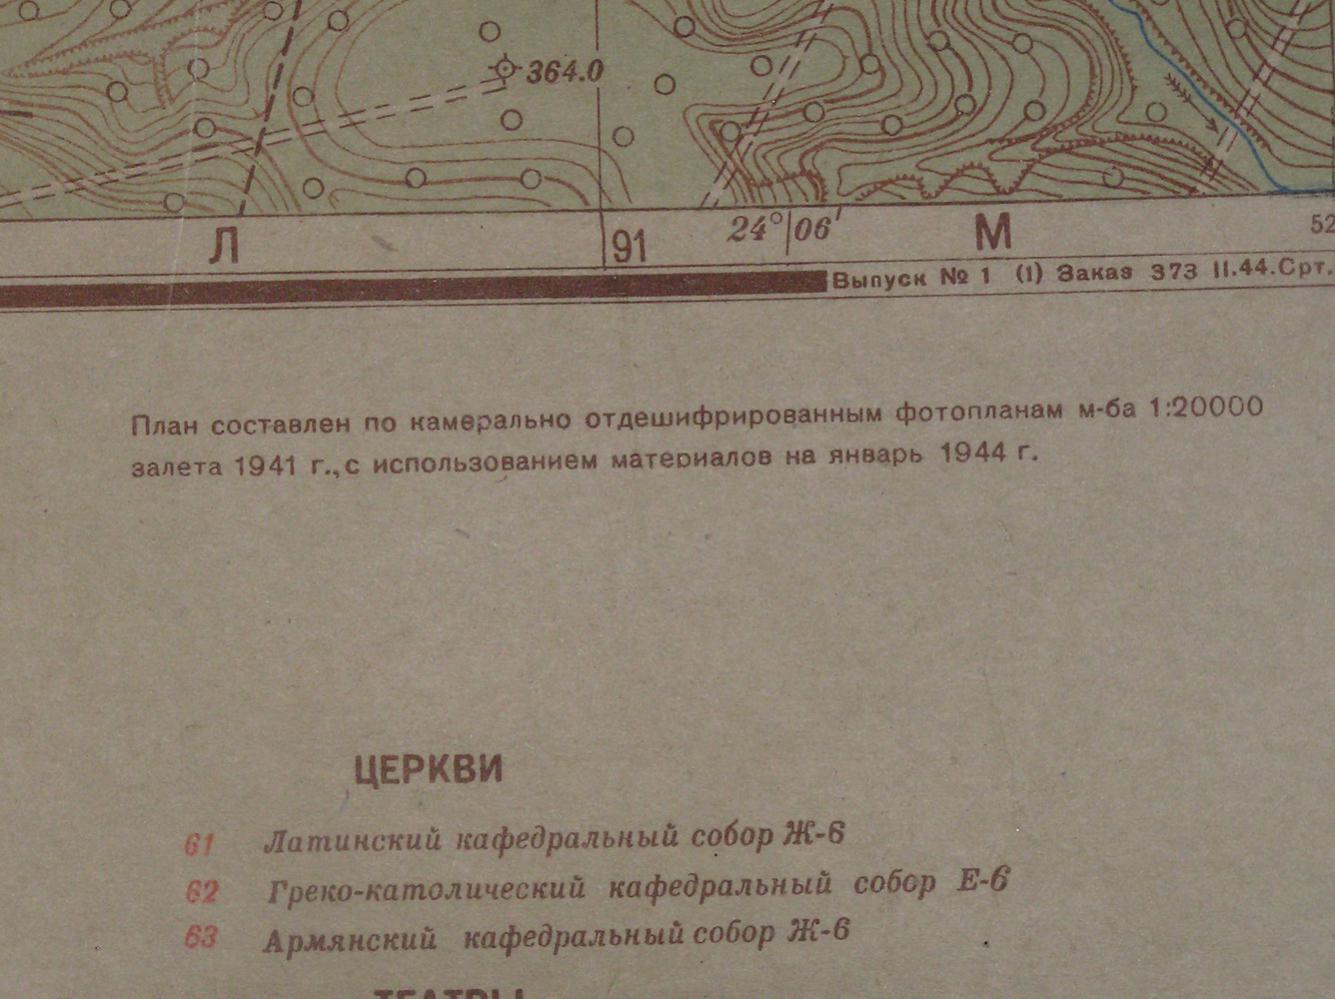 364.0
Л 91 24° 06' М 52
Выпуск № 1 (1) Заказ 373 II.44.Срт.
План составлен по камерально отдешифрированным фотопланам м-ба 1:20000
залета 1941 г., с использованием материалов на январь 1944 г.
ЦЕРКВИ
61 Латинский кафедральный собор Ж-6
62 Греко-католический кафедральный собор Е-6
63 Армянский кафедральный собор Ж-6
ТЕАТРЫ